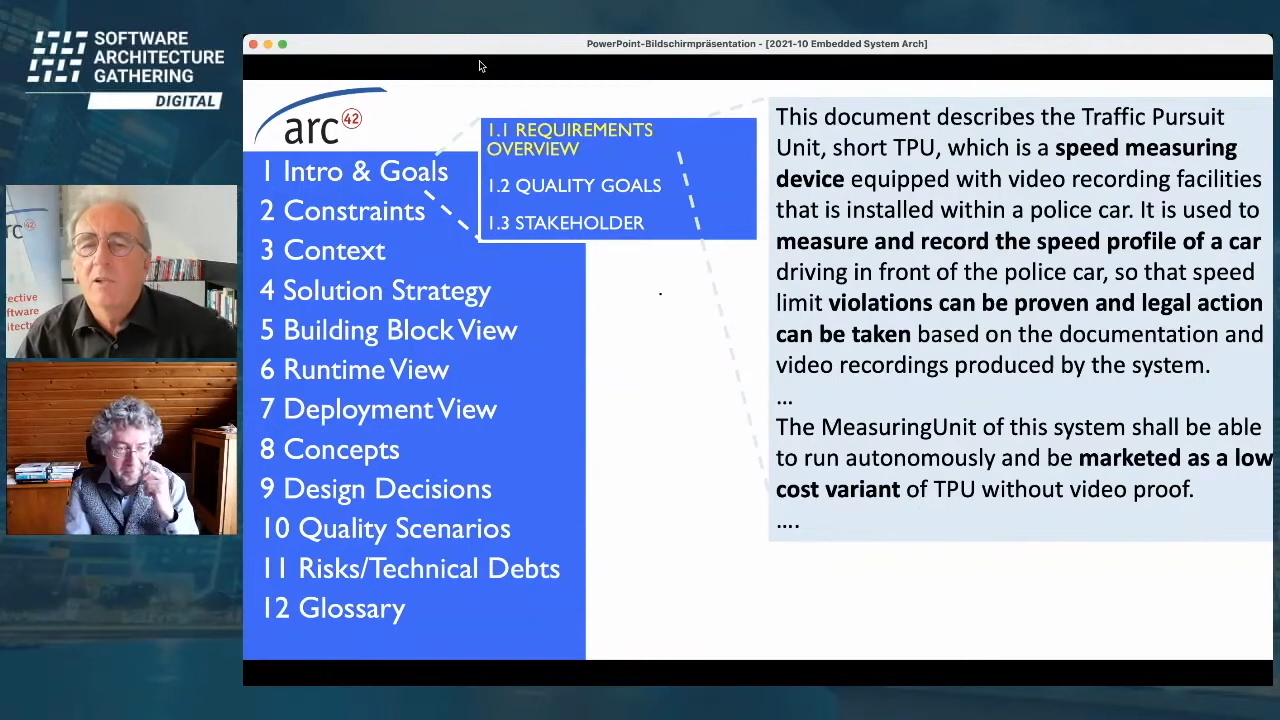 SOFTWARE
ARCHITECTURE
GATHERING
DIGITAL
PowerPoint-Bildschirmpräsentation - [2021-10 Embedded System Arch]
arc42
1 Intro & Goals
2 Constraints
3 Context
4 Solution Strategy
5 Building Block View
6 Runtime View
7 Deployment View
8 Concepts
9 Design Decisions
10 Quality Scenarios
11 Risks/Technical Debts
12 Glossary
1.1 REQUIREMENTS
OVERVIEW
1.2 QUALITY GOALS
1.3 STAKEHOLDER
This document describes the Traffic Pursuit
Unit, short TPU, which is a speed measuring
device equipped with video recording facilities
that is installed within a police car. It is used to
measure and record the speed profile of a car
driving in front of the police car, so that speed
limit violations can be proven and legal action
can be taken based on the documentation and
video recordings produced by the system.
...
The MeasuringUnit of this system shall be able
to run autonomously and be marketed as a low
cost variant of TPU without video proof.
....